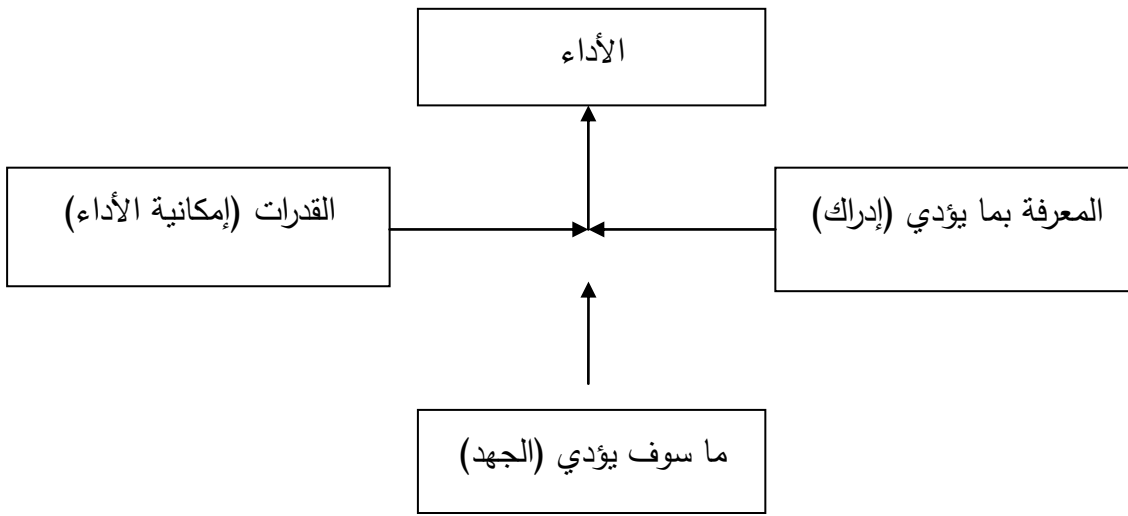 الأداء
المعرفة بما يؤدي (إدراك)
القدرات (إمكانية الأداء)
ما سوف يؤدي (الجهد)